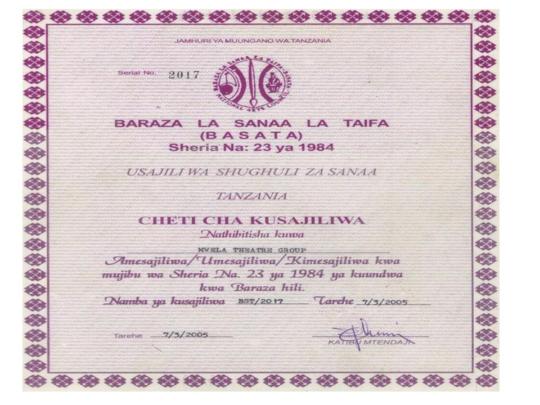 JAMHURI YA MUUNGANO WA TANZANIA
Serial No. 2017
BARAZA LA SANAA LA TAIFA
(BASATA)
Sheria Na: 23 ya 1984
USAJILI WA SHUGHULI ZA SANAA
TANZANIA
CHETI CHA KUSAJILIWA
Nathibitisha kuwa
THEATRE GROUP
Amesajiliwa/Umesajiliwa/Kimesajiliwa kwa
mujibu wa Sheria Na. 23 ya 1984 ya kuundwa
kwa Baraza hili.
Namba ya kusajiliwa BST/2017 Tarehe 7/3/2005
Tarehe 7/3/2005
KATIBU MTENDAJI